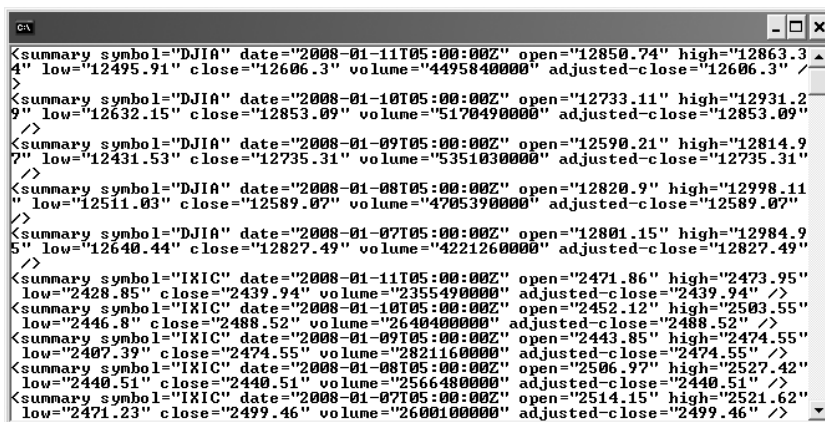 C:\
<summary symbol="DJIA" date="2008-01-11T05:00:00Z" open="12850.74" high="12863.3
4" low="12495.91" close="12606.3" volume="4495840000" adjusted-close="12606.3" /
>
<summary symbol="DJIA" date="2008-01-10T05:00:00Z" open="12733.11" high="12931.2
9" low="12632.15" close="12853.09" volume="5170490000" adjusted-close="12853.09"
 />
<summary symbol="DJIA" date="2008-01-09T05:00:00Z" open="12590.21" high="12814.9
7" low="12431.53" close="12735.31" volume="5351030000" adjusted-close="12735.31"
 />
<summary symbol="DJIA" date="2008-01-08T05:00:00Z" open="12820.9" high="12998.11
" low="12511.03" close="12589.07" volume="4705390000" adjusted-close="12589.07"
/>
<summary symbol="DJIA" date="2008-01-07T05:00:00Z" open="12801.15" high="12984.9
5" low="12640.44" close="12827.49" volume="4221260000" adjusted-close="12827.49"
 />
<summary symbol="IXIC" date="2008-01-11T05:00:00Z" open="2471.86" high="2473.95"
 low="2428.85" close="2439.94" volume="2355490000" adjusted-close="2439.94" />
<summary symbol="IXIC" date="2008-01-10T05:00:00Z" open="2452.12" high="2503.55"
 low="2446.8" close="2488.52" volume="2640400000" adjusted-close="2488.52" />
<summary symbol="IXIC" date="2008-01-09T05:00:00Z" open="2443.85" high="2474.55"
 low="2407.39" close="2474.55" volume="2821160000" adjusted-close="2474.55" />
<summary symbol="IXIC" date="2008-01-08T05:00:00Z" open="2506.97" high="2527.42"
 low="2440.51" close="2440.51" volume="2566480000" adjusted-close="2440.51" />
<summary symbol="IXIC" date="2008-01-07T05:00:00Z" open="2514.15" high="2521.62"
 low="2471.23" close="2499.46" volume="2600100000" adjusted-close="2499.46" />